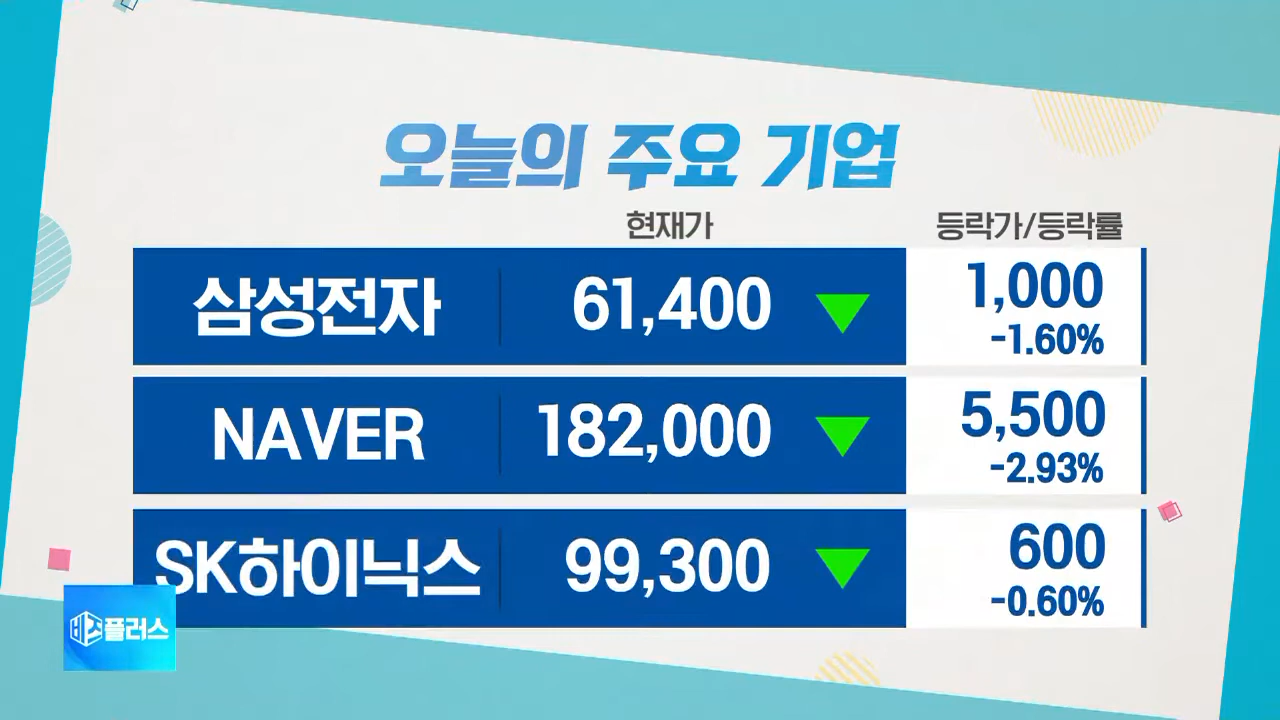 오늘의 주요 기업
현재가 등락가/등락률
삼성전자 61,400 ▼ 1,000
-1.60%
NAVER 182,000 ▼ 5,500
-2.93%
SK하이닉스 99,300 ▼ 600
-0.60%
비즈플러스